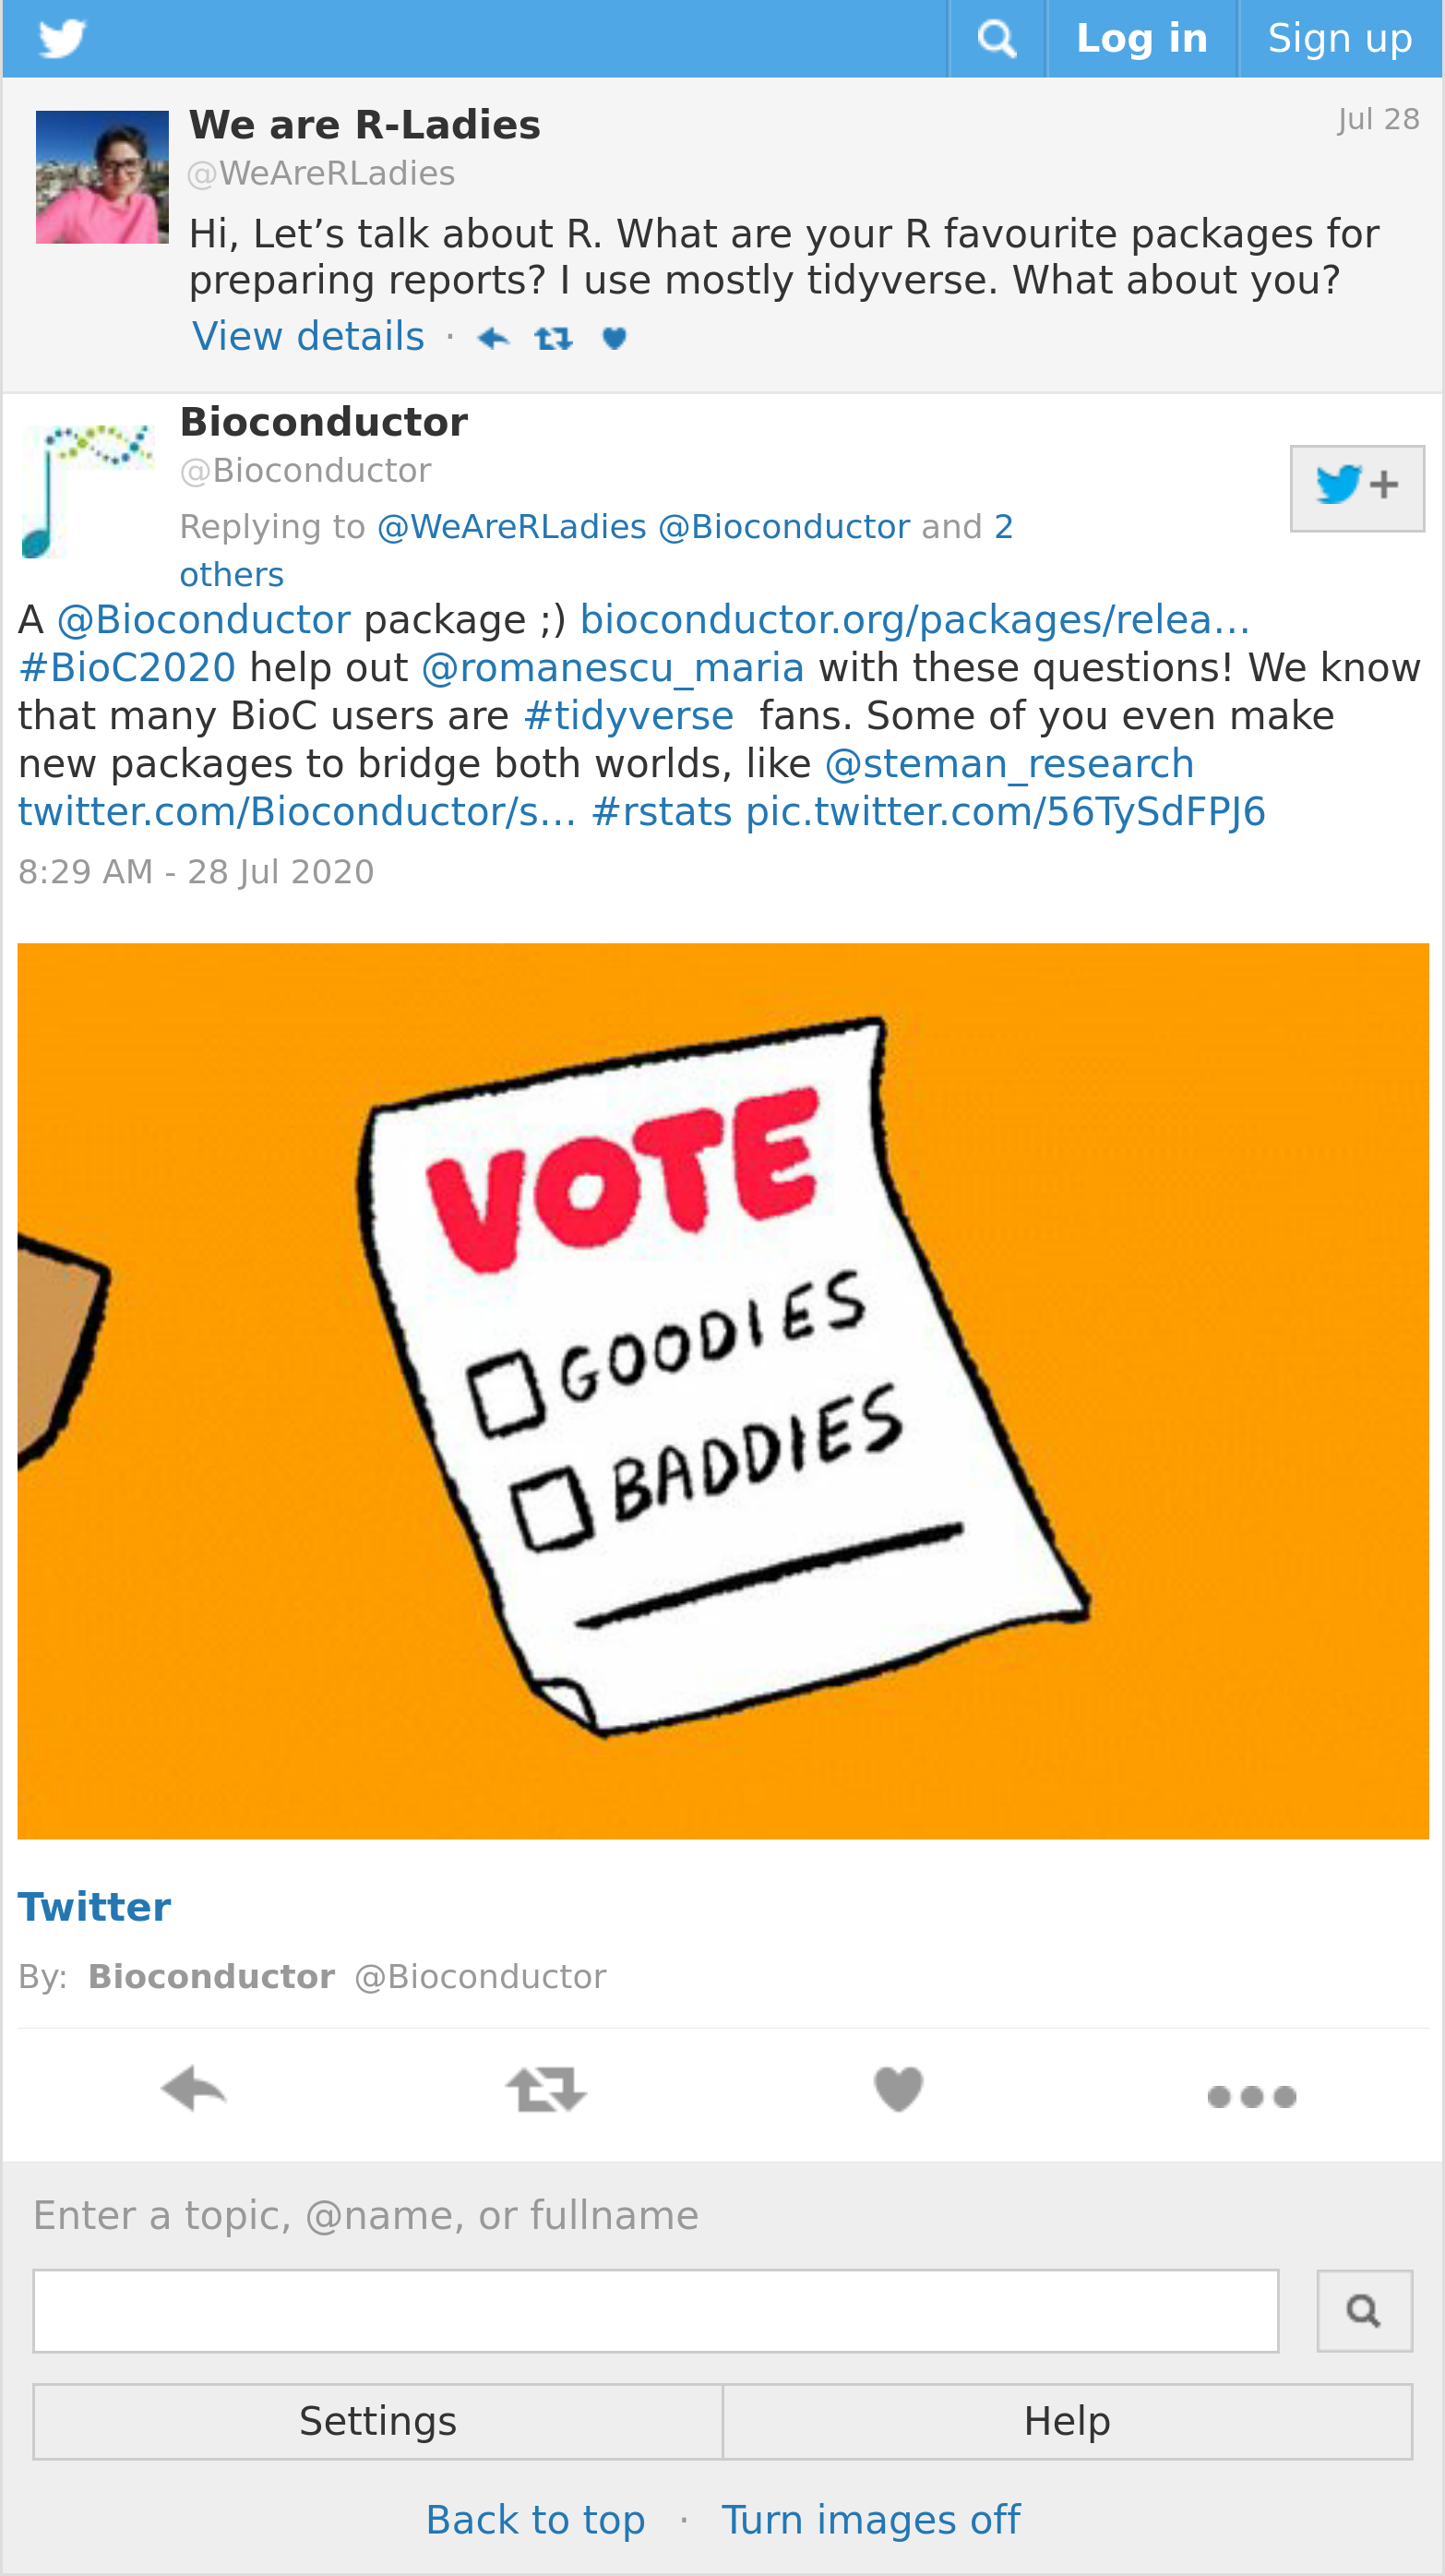 Log in
Sign up
We are R-Ladies
Jul 28
@WeAreRLadies
Hi, Let’s talk about R. What are your R favourite packages for
preparing reports? I use mostly tidyverse. What about you?
View details ·
Bioconductor
@Bioconductor
Replying to @WeAreRLadies @Bioconductor and 2
others
A @Bioconductor package ;) bioconductor.org/packages/relea…
#BioC2020 help out @romanescu_maria with these questions! We know
that many BioC users are #tidyverse fans. Some of you even make
new packages to bridge both worlds, like @steman_research
twitter.com/Bioconductor/s… #rstats pic.twitter.com/56TySdFPJ6
8:29 AM - 28 Jul 2020
VOTE
GOODIES
BADDIES
Twitter
By: Bioconductor @Bioconductor
Enter a topic, @name, or fullname
Settings
Help
Back to top · Turn images off